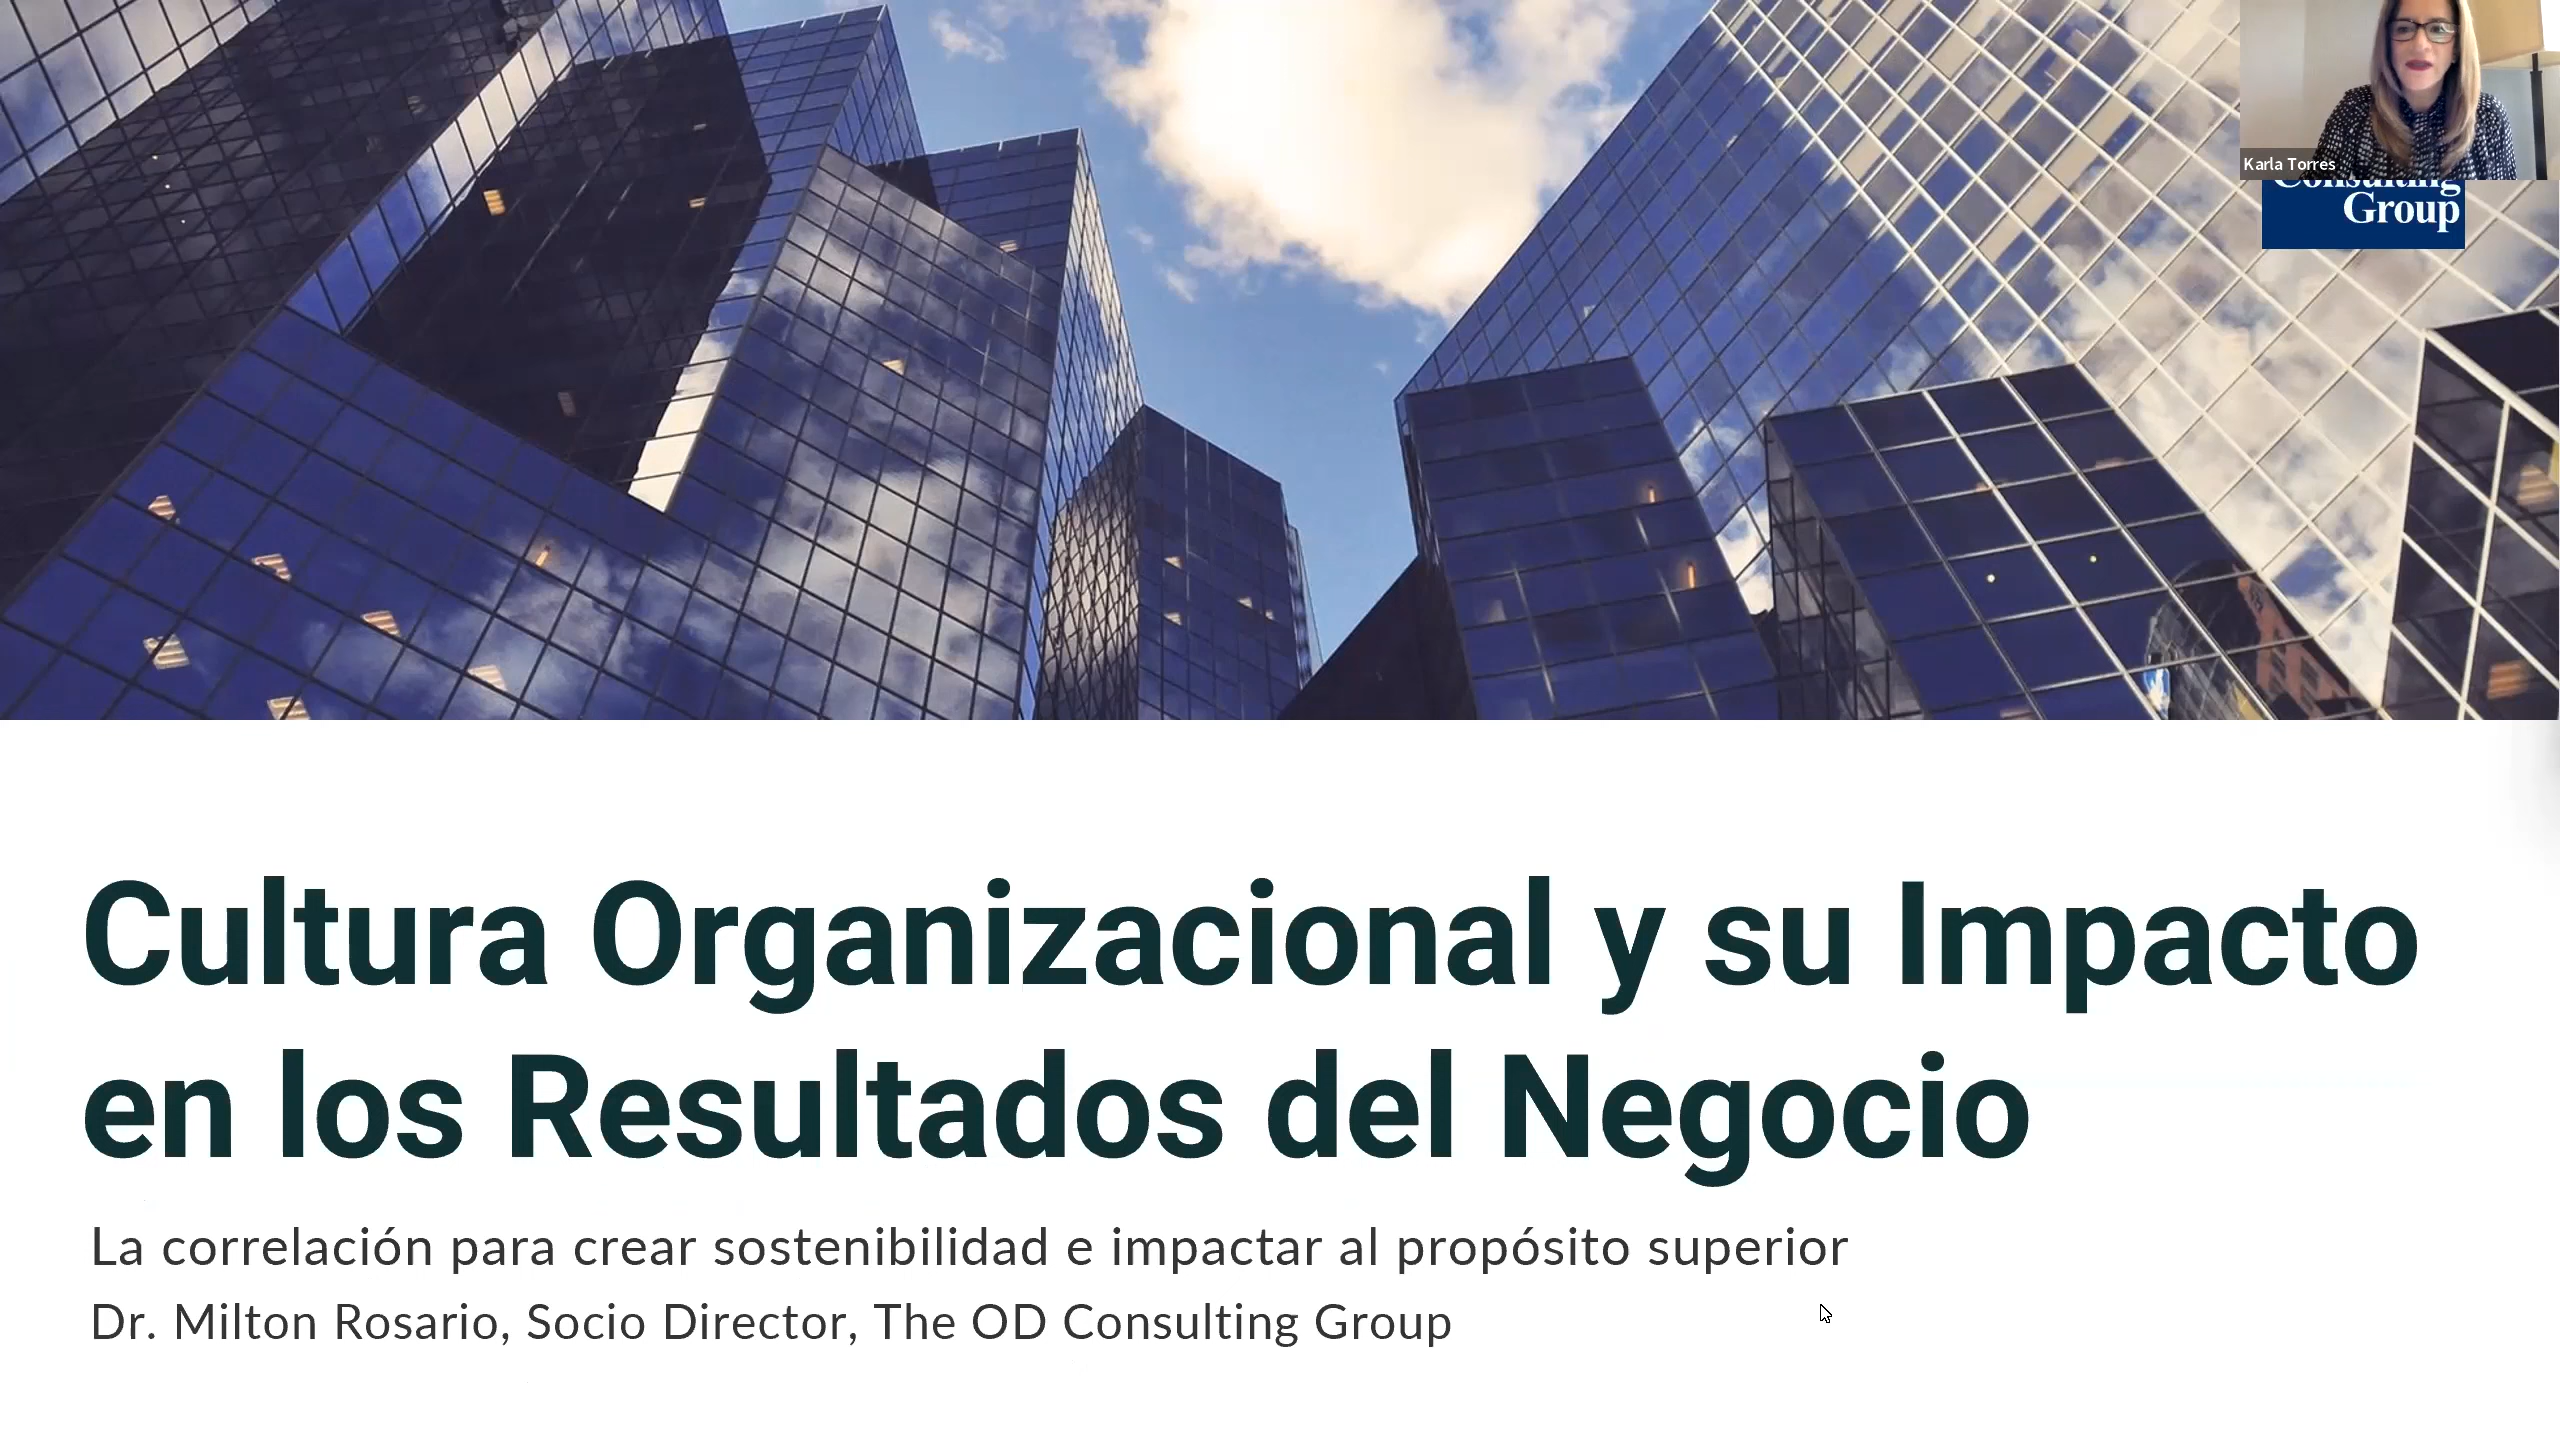 Karla Torres
Consulting
Group
Cultura Organizacional y su Impacto
en los Resultados del Negocio
La correlación para crear sostenibilidad e impactar al propósito superior
Dr. Milton Rosario, Socio Director, The OD Consulting Group